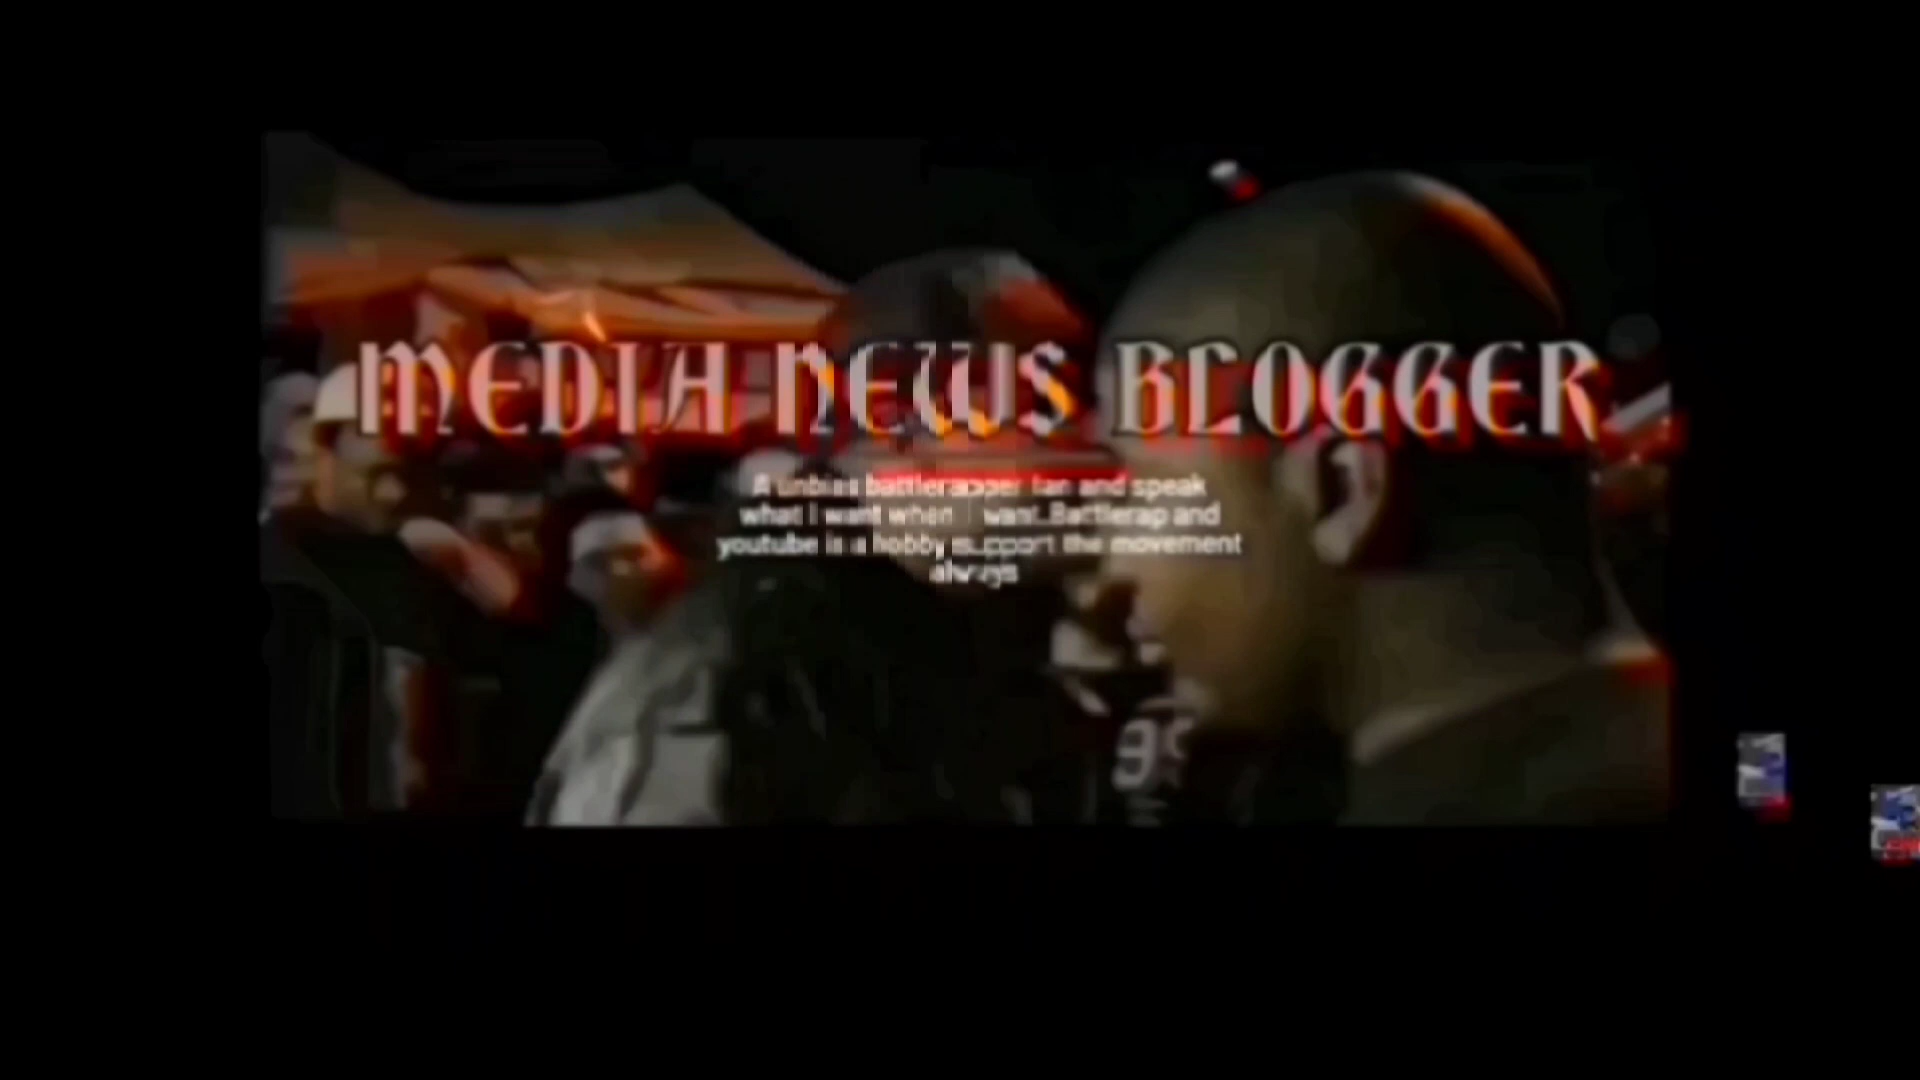 MEDIA NEWS BLOGGER
A unbias battlerapper fan and speak
what I want when I want..Battlerap and
youtube is a hobby support the movement
always